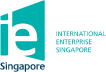 ie
Singapore
INTERNATIONAL
ENTERPRISE
SINGAPORE